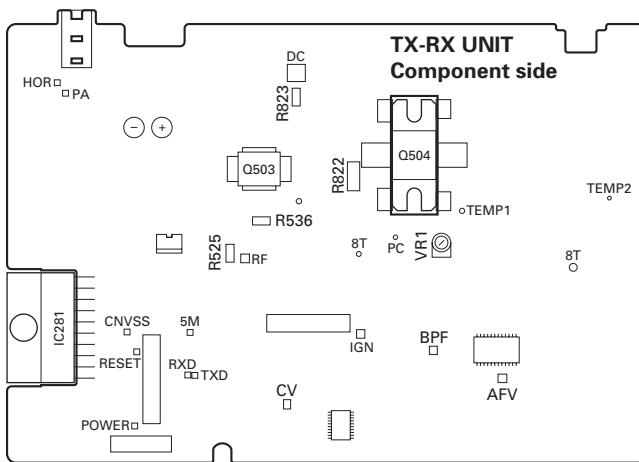 TX-RX UNIT
Component side
DC
HOR
PA
R823
−
+
Q503
R822
Q504
TEMP2
TEMP1
R536
R525
RF
8T
PC
VR1
8T
IC281
CNVSS
5M
IGN
BPF
RESET
RXD
TXD
CV
AFV
POWER